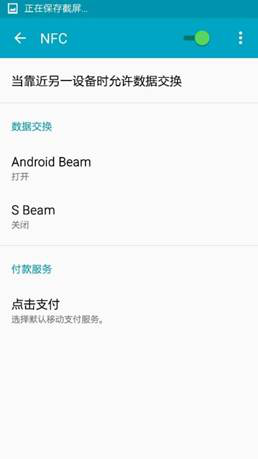 正在保存截屏...
NFC
当靠近另一设备时允许数据交换
数据交换
Android Beam
打开
S Beam
关闭
付款服务
点击支付
选择默认移动支付服务。